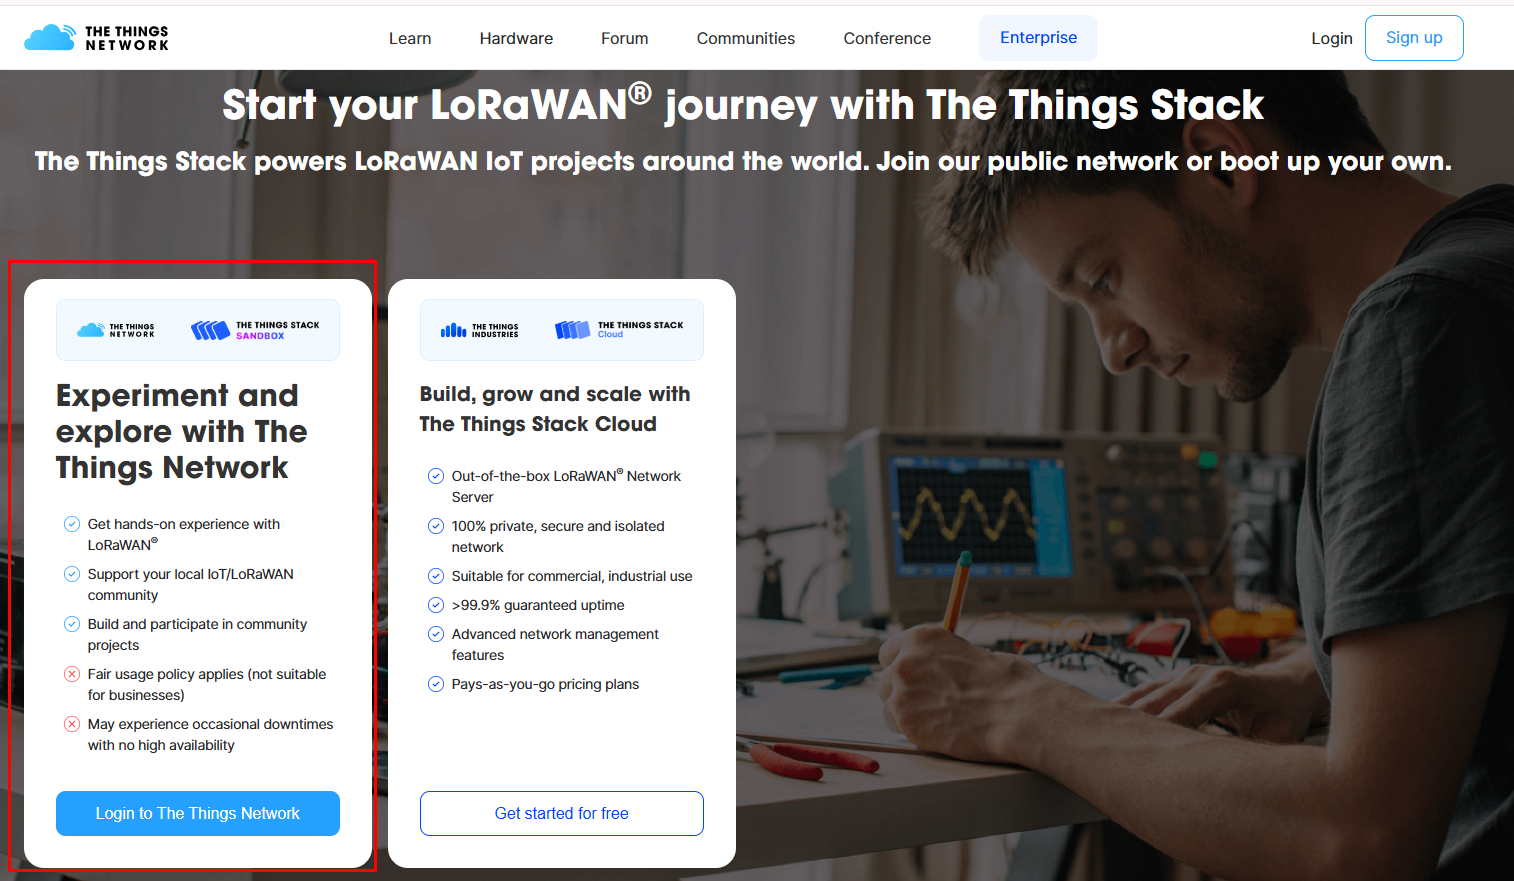 THE THINGS
NETWORK
Learn
Hardware
Forum
Communities
Conference
Enterprise
Login
Sign up
Start your LoRaWAN® journey with The Things Stack
The Things Stack powers LoRaWAN IoT projects around the world. Join our public network or boot up your own.
THE THINGS
NETWORK
THE THINGS STACK
SANDBOX
Experiment and
explore with The
Things Network
Get hands-on experience with
LoRaWAN®
Support your local IoT/LoRaWAN
community
Build and participate in community
projects
Fair usage policy applies (not suitable
for businesses)
May experience occasional downtimes
with no high availability
Login to The Things Network
THE THINGS
INDUSTRIES
THE THINGS STACK
Cloud
Build, grow and scale with
The Things Stack Cloud
Out-of-the-box LoRaWAN® Network
Server
100% private, secure and isolated
network
Suitable for commercial, industrial use
>99.9% guaranteed uptime
Advanced network management
features
Pays-as-you-go pricing plans
Get started for free